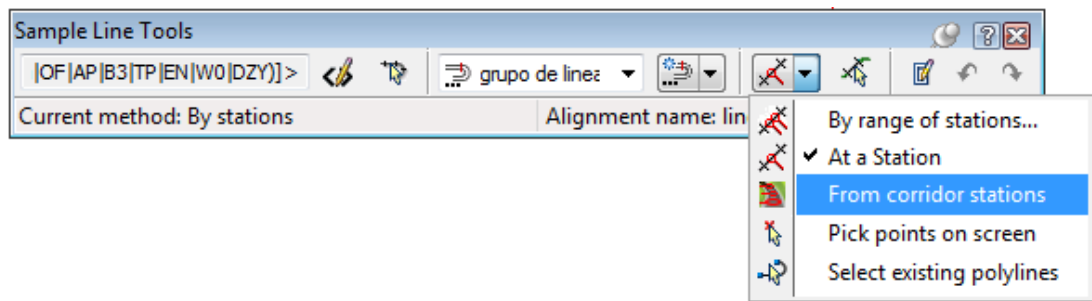 Sample Line Tools
|OF|AP|B3|TP|EN|W0|DZY)]>
grupo de linea
Current method: By stations
Alignment name: lin
By range of stations...
At a Station
From corridor stations
Pick points on screen
Select existing polylines